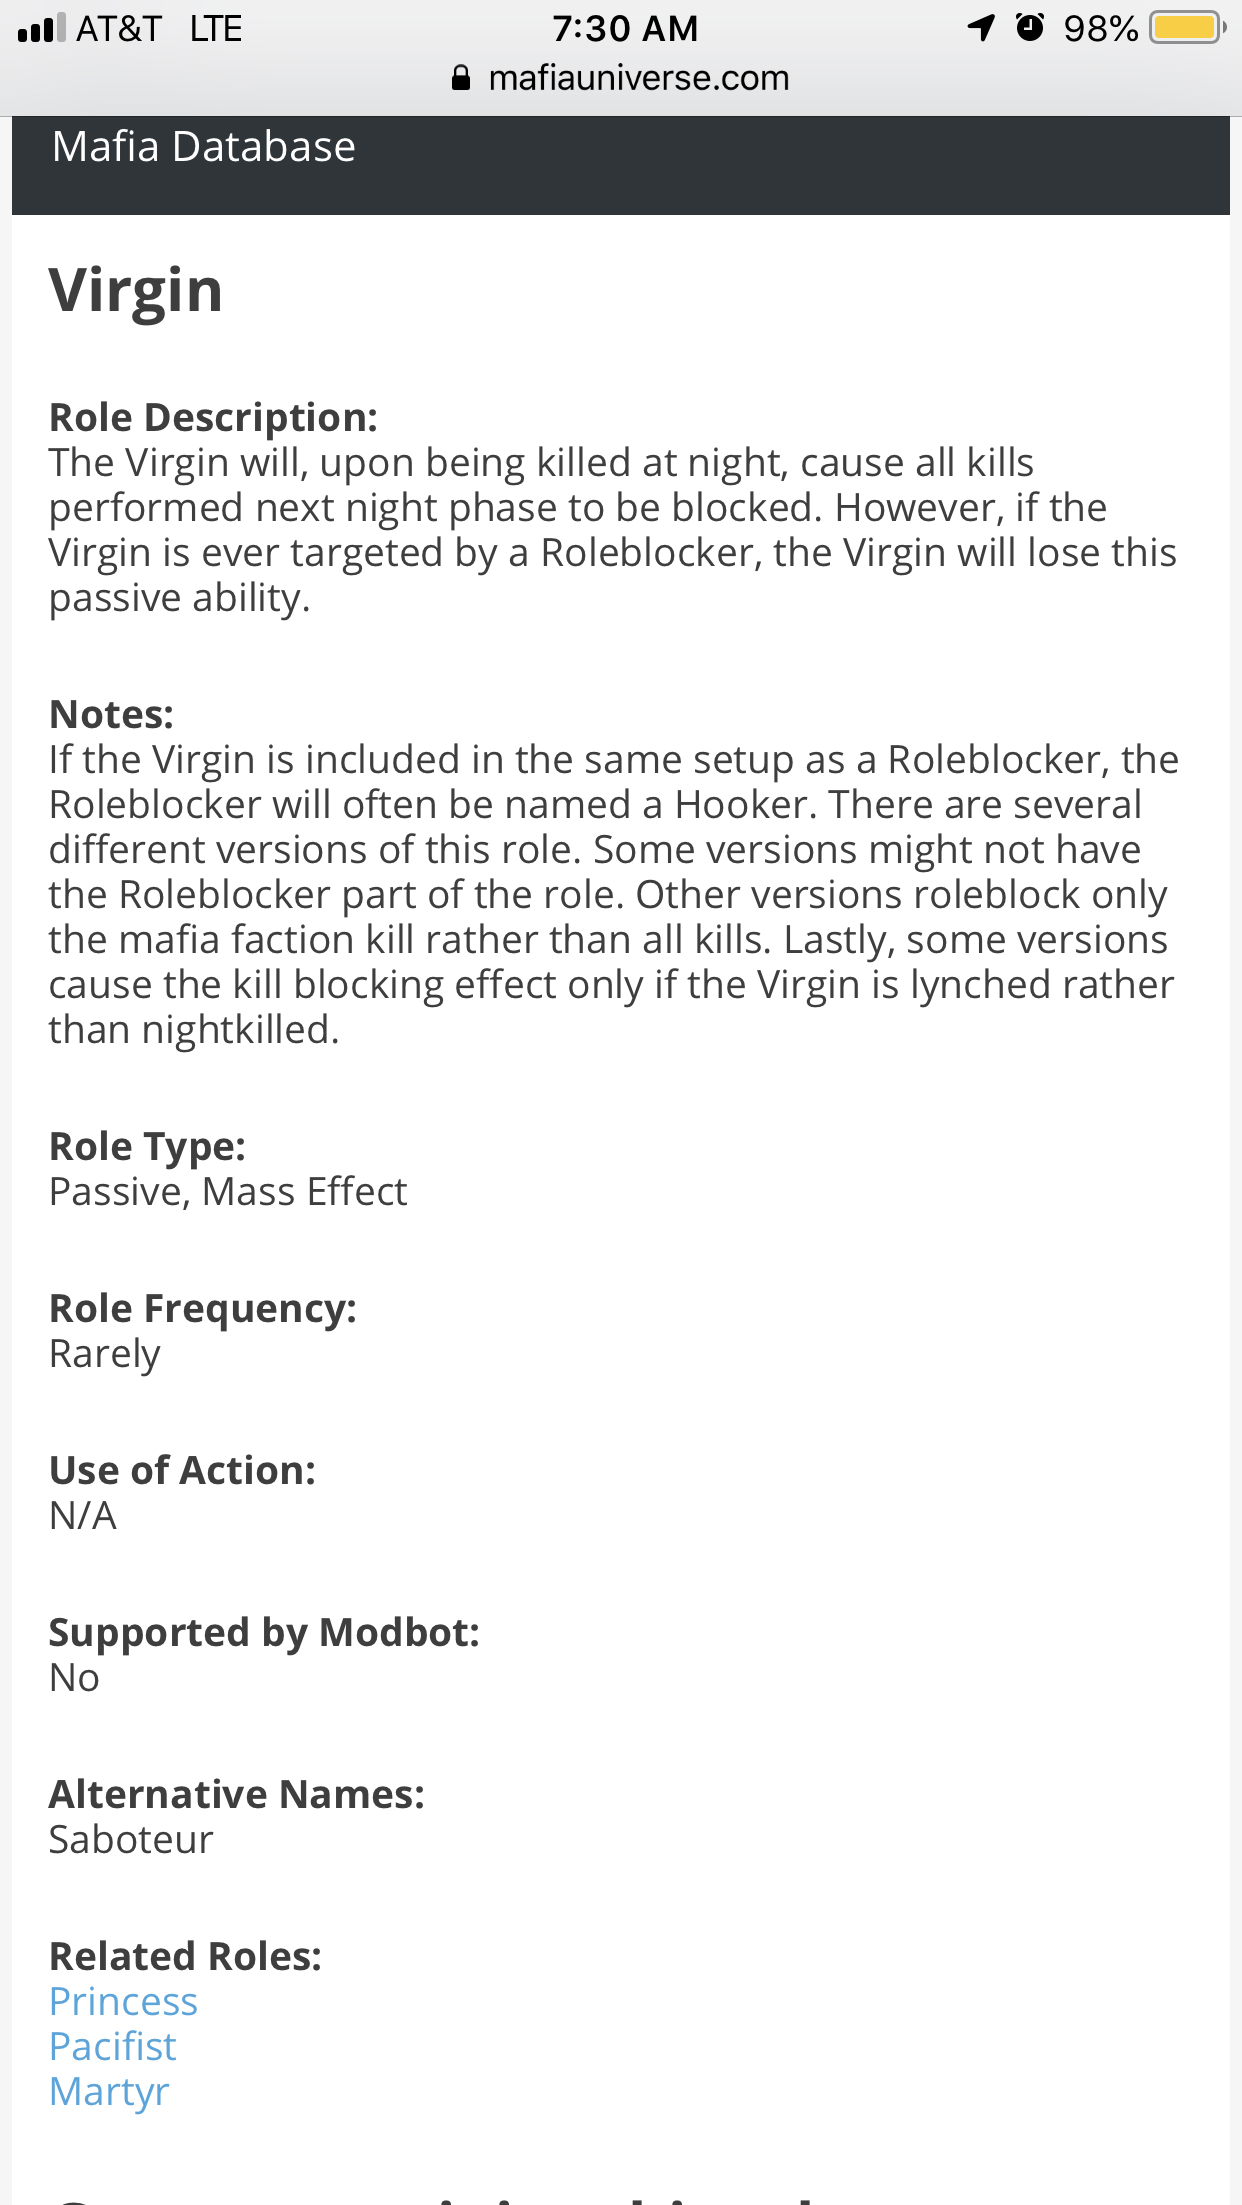 AT&T LTE 7:30 AM 98%
mafiauniverse.com
Mafia Database
Virgin
Role Description:
The Virgin will, upon being killed at night, cause all kills
performed next night phase to be blocked. However, if the
Virgin is ever targeted by a Roleblocker, the Virgin will lose this
passive ability.
Notes:
If the Virgin is included in the same setup as a Roleblocker, the
Roleblocker will often be named a Hooker. There are several
different versions of this role. Some versions might not have
the Roleblocker part of the role. Other versions roleblock only
the mafia faction kill rather than all kills. Lastly, some versions
cause the kill blocking effect only if the Virgin is lynched rather
than nightkilled.
Role Type:
Passive, Mass Effect
Role Frequency:
Rarely
Use of Action:
N/A
Supported by Modbot:
No
Alternative Names:
Saboteur
Related Roles:
Princess
Pacifist
Martyr